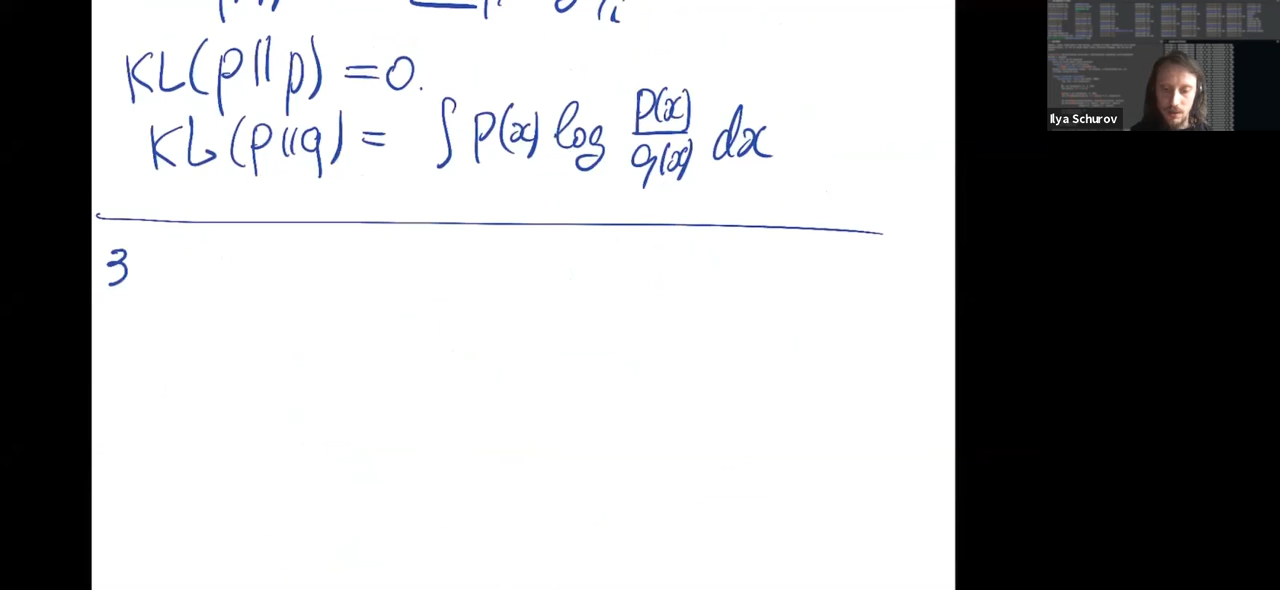 KL(p||p) = 0.
KL(p||q) = ∫ p(x) log p(x)/q(x) dx
3
Ilya Schurov